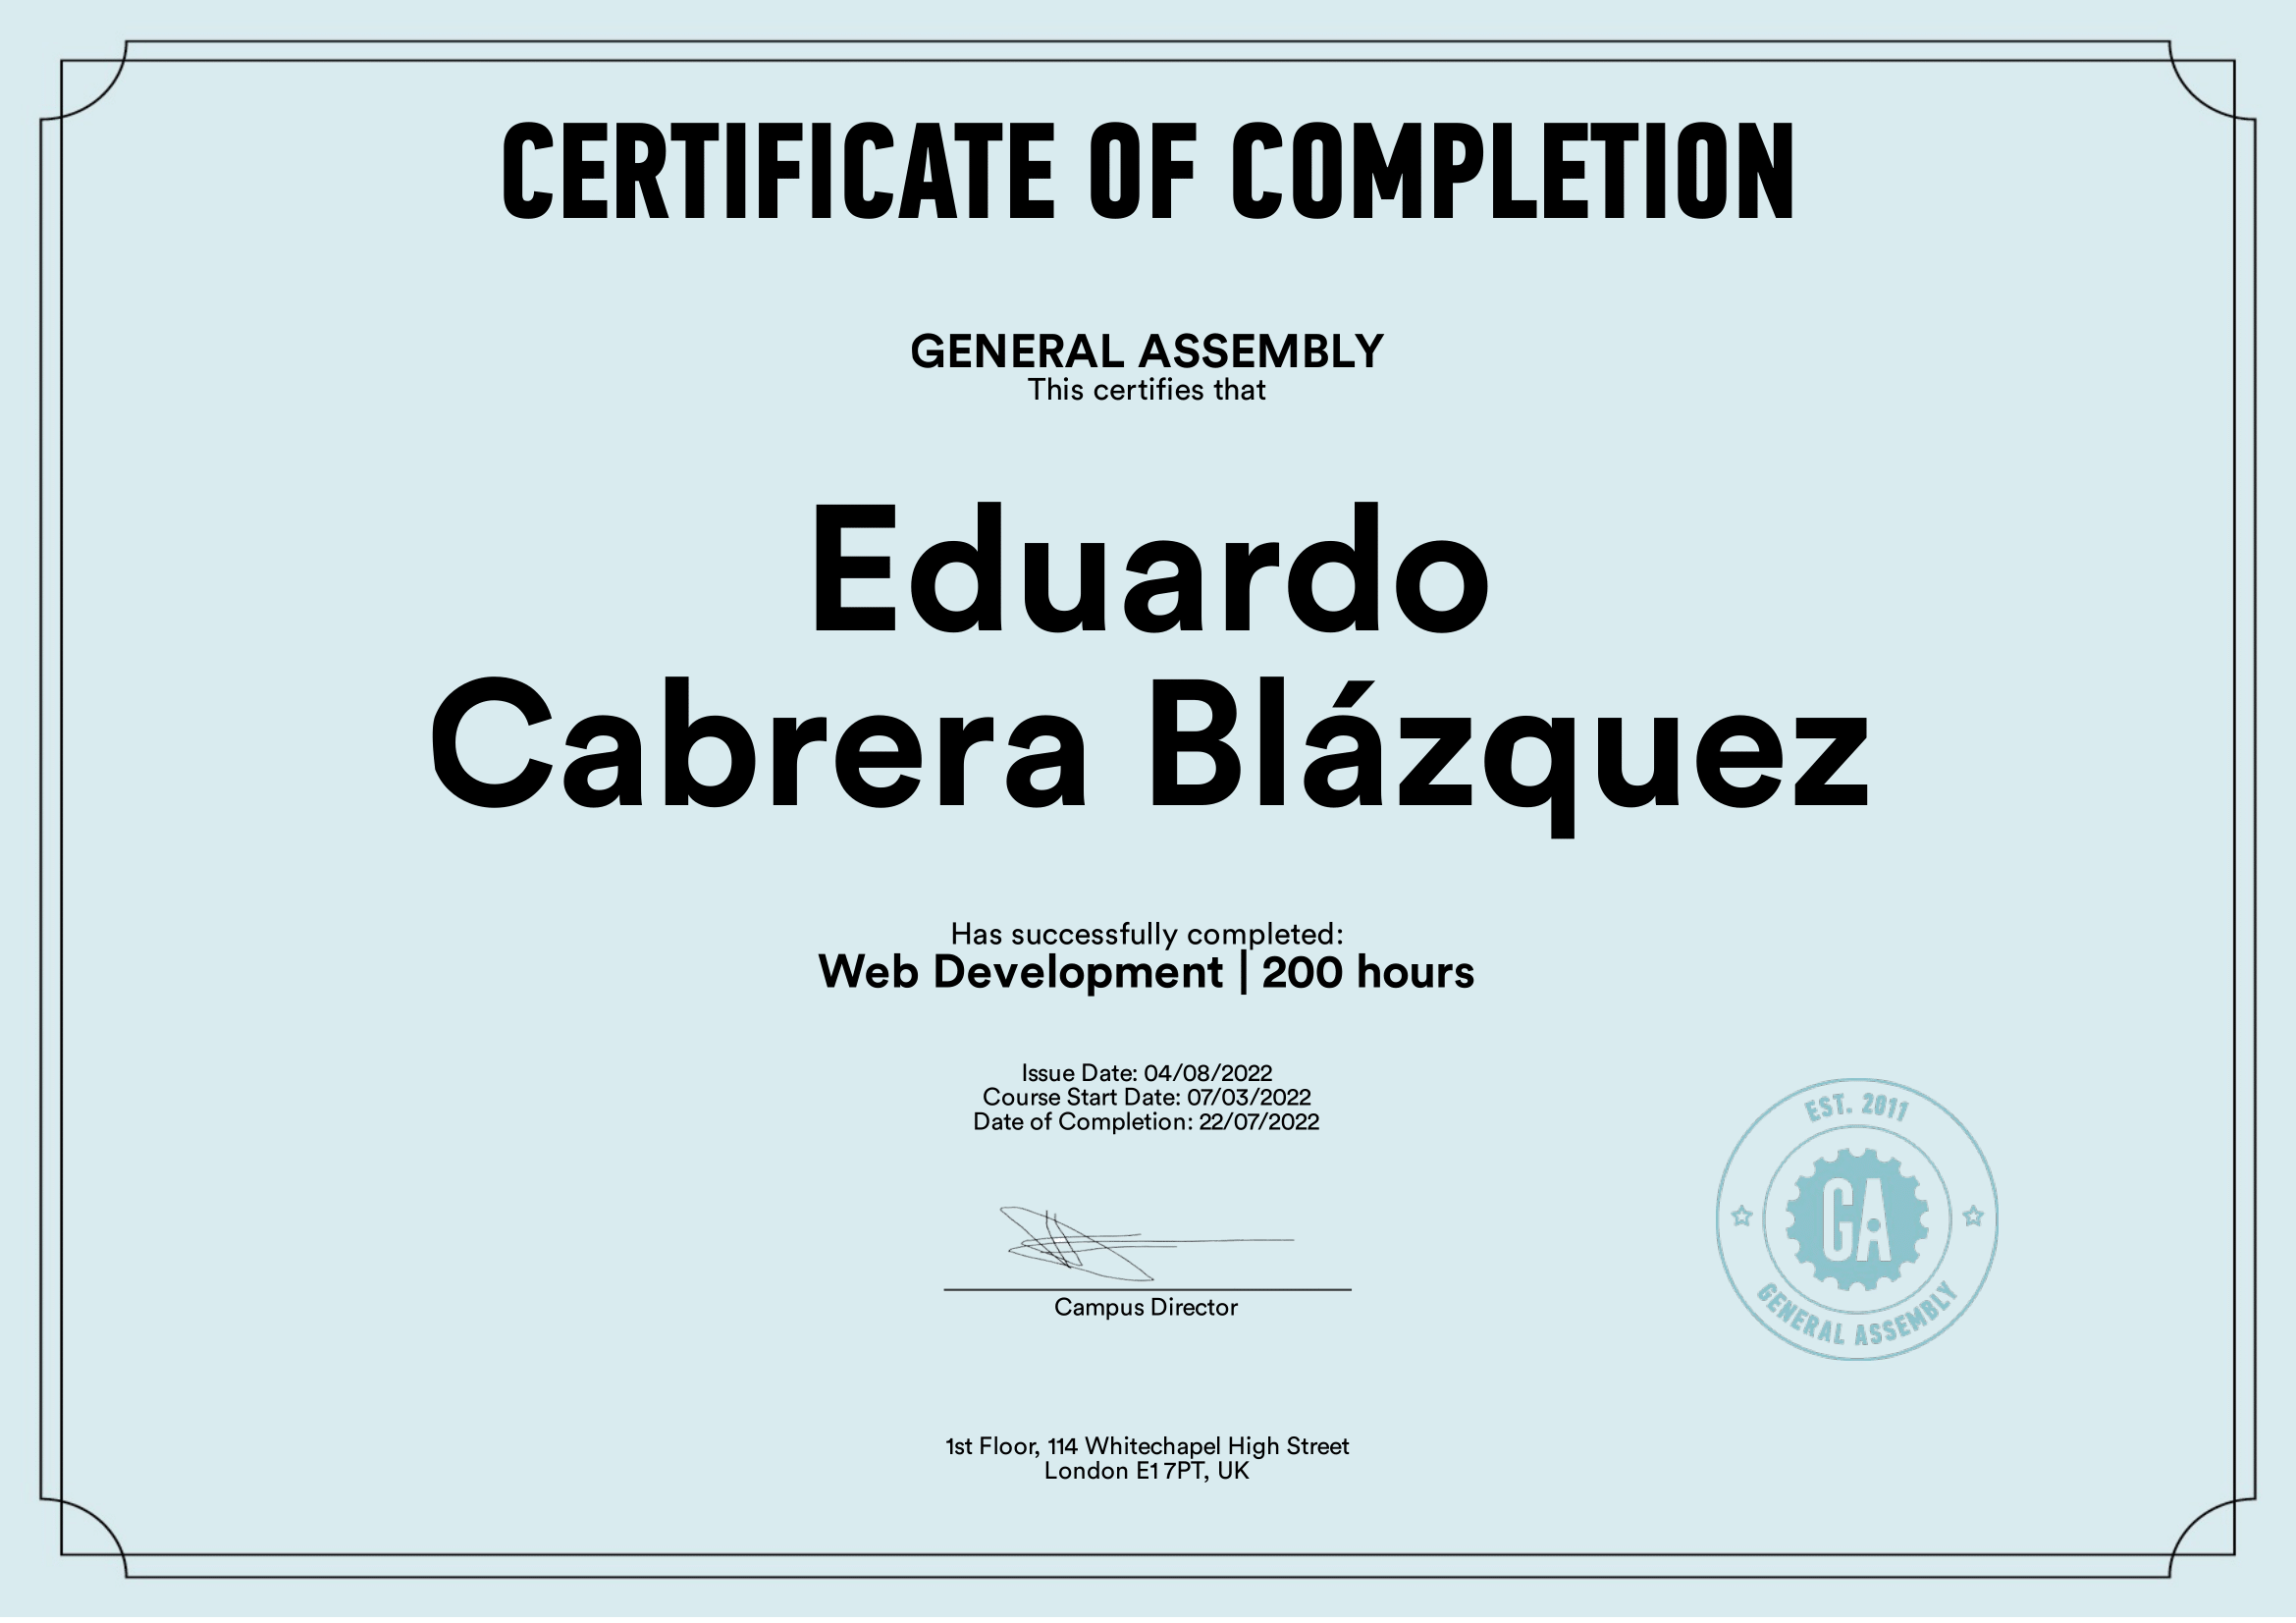 CERTIFICATE OF COMPLETION
GENERAL ASSEMBLY
This certifies that
Eduardo
Cabrera Blázquez
Has successfully completed:
Web Development | 200 hours
Issue Date: 04/08/2022
Course Start Date: 07/03/2022
Date of Completion: 22/07/2022
EST. 2011
GA
GENERAL ASSEMBLY
Campus Director
1st Floor, 114 Whitechapel High Street
London E1 7PT, UK